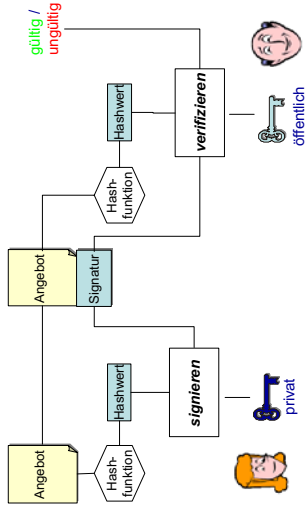 Angebot
Hash-
funktion
Hashwert
signieren
privat
Angebot
Signatur
Hash-
funktion
Hashwert
verifizieren
öffentlich
gültig /
ungültig